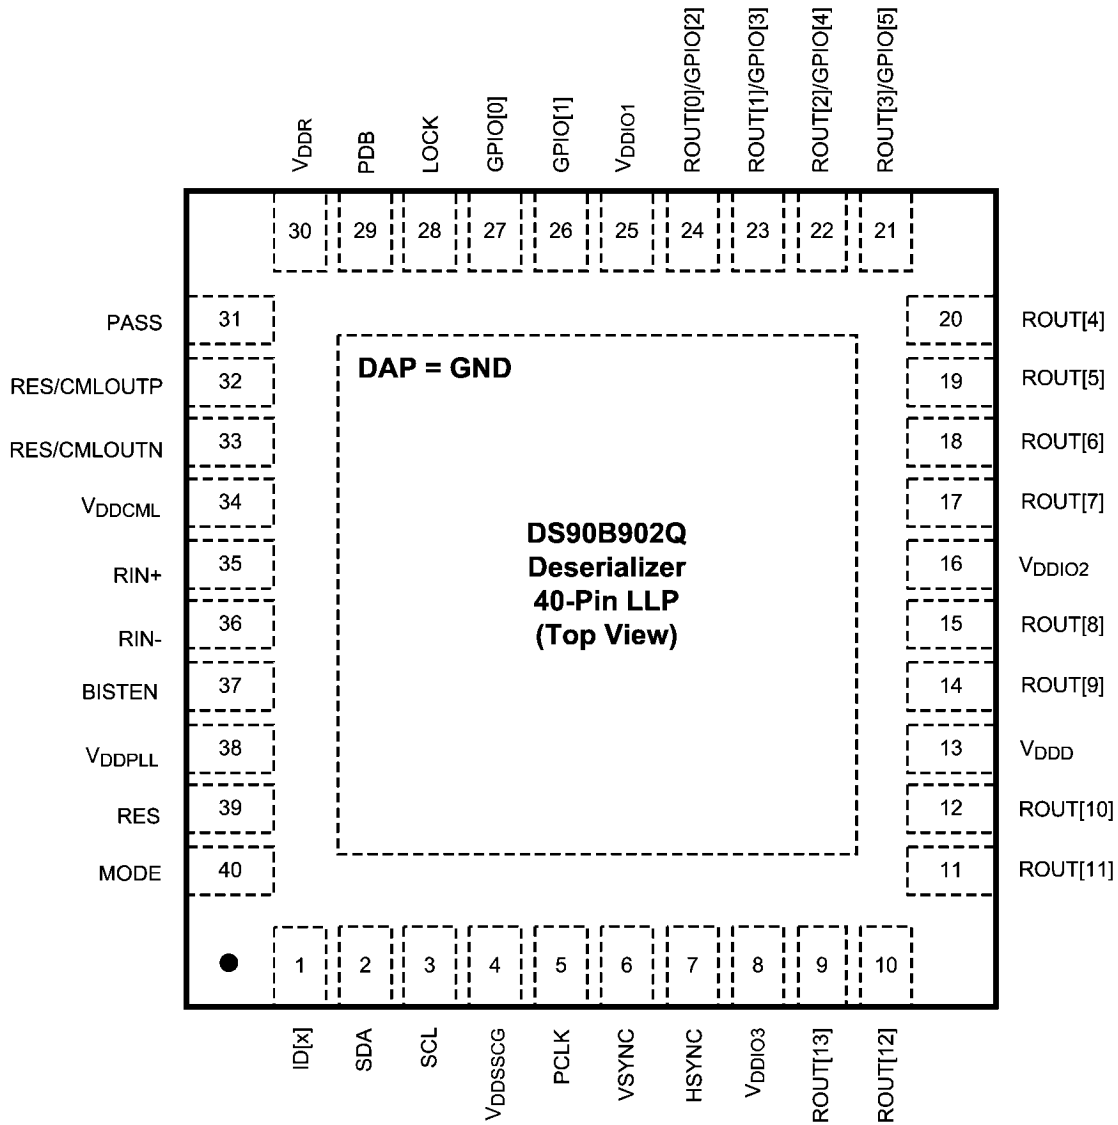 VDDR
PDB
LOCK
GPIO[0]
GPIO[1]
VDDIO1
ROUT[0]/GPIO[2]
ROUT[1]/GPIO[3]
ROUT[2]/GPIO[4]
ROUT[3]/GPIO[5]
30 29 28 27 26 25 24 23 22 21
PASS 31 20 ROUT[4]
RES/CMLOUTP 32 19 ROUT[5]
RES/CMLOUTN 33 18 ROUT[6]
VDDCML 34 17 ROUT[7]
RIN+ 35 16 VDDIO2
RIN- 36 15 ROUT[8]
BISTEN 37 14 ROUT[9]
VDDPLL 38 13 VDDD
RES 39 12 ROUT[10]
MODE 40 11 ROUT[11]
DAP = GND
DS90B902Q
Deserializer
40-Pin LLP
(Top View)
1 2 3 4 5 6 7 8 9 10
ID[x]
SDA
SCL
VDDSSCG
PCLK
VSYNC
HSYNC
VDDIO3
ROUT[13]
ROUT[12]